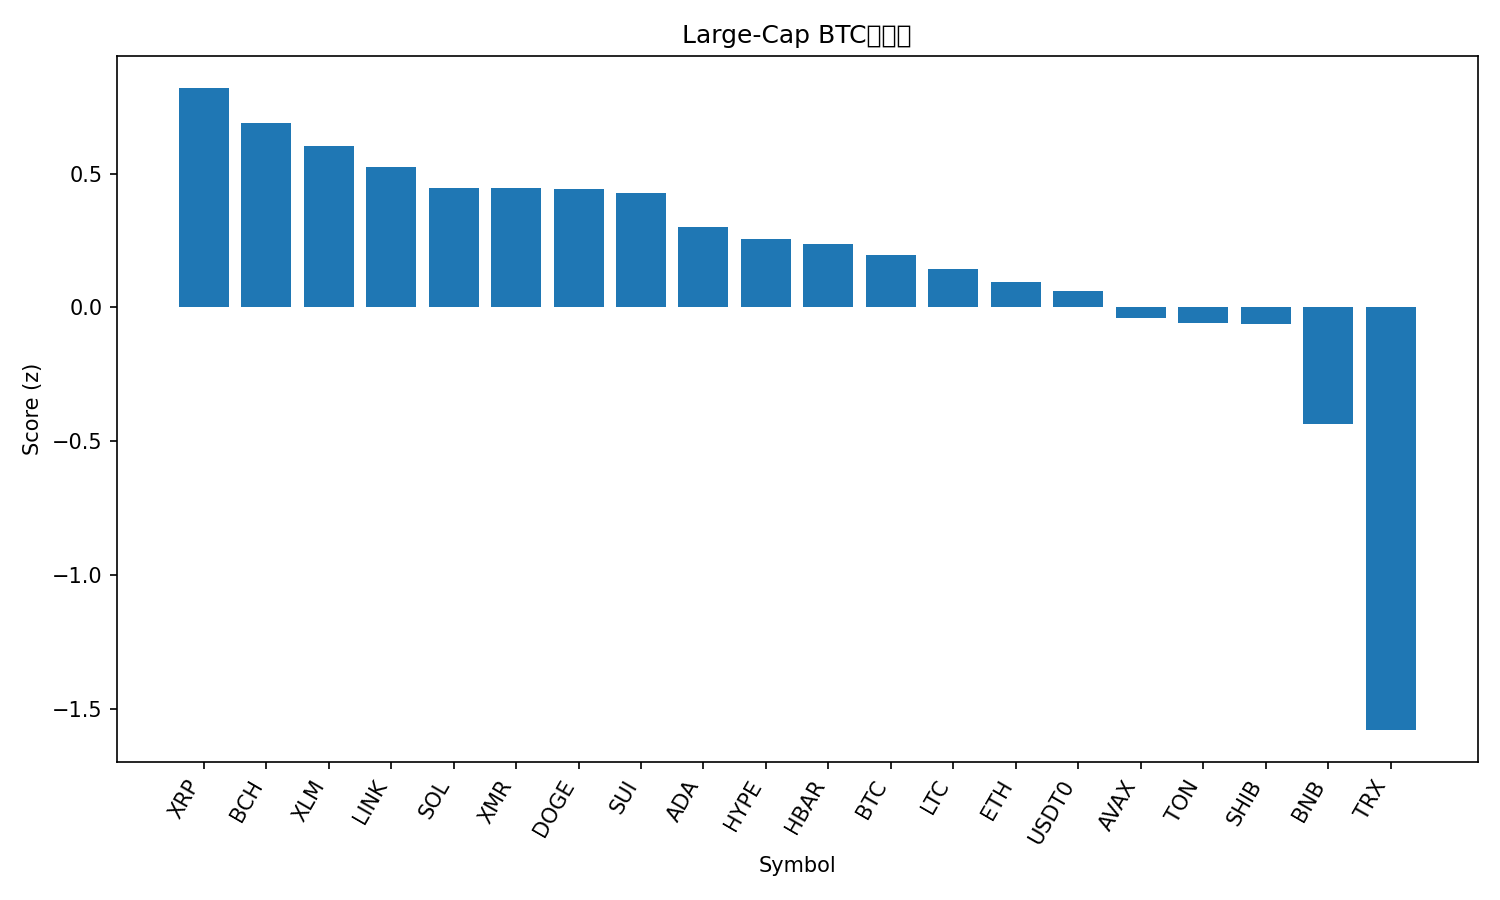 Large-Cap BTC
0.5
0.0
−0.5
−1.0
−1.5
Score (z)
XRP
BCH
XLM
LINK
SOL
XMR
DOGE
SUI
ADA
HYPE
HBAR
BTC
LTC
ETH
USDT0
AVAX
TON
SHIB
BNB
TRX
Symbol